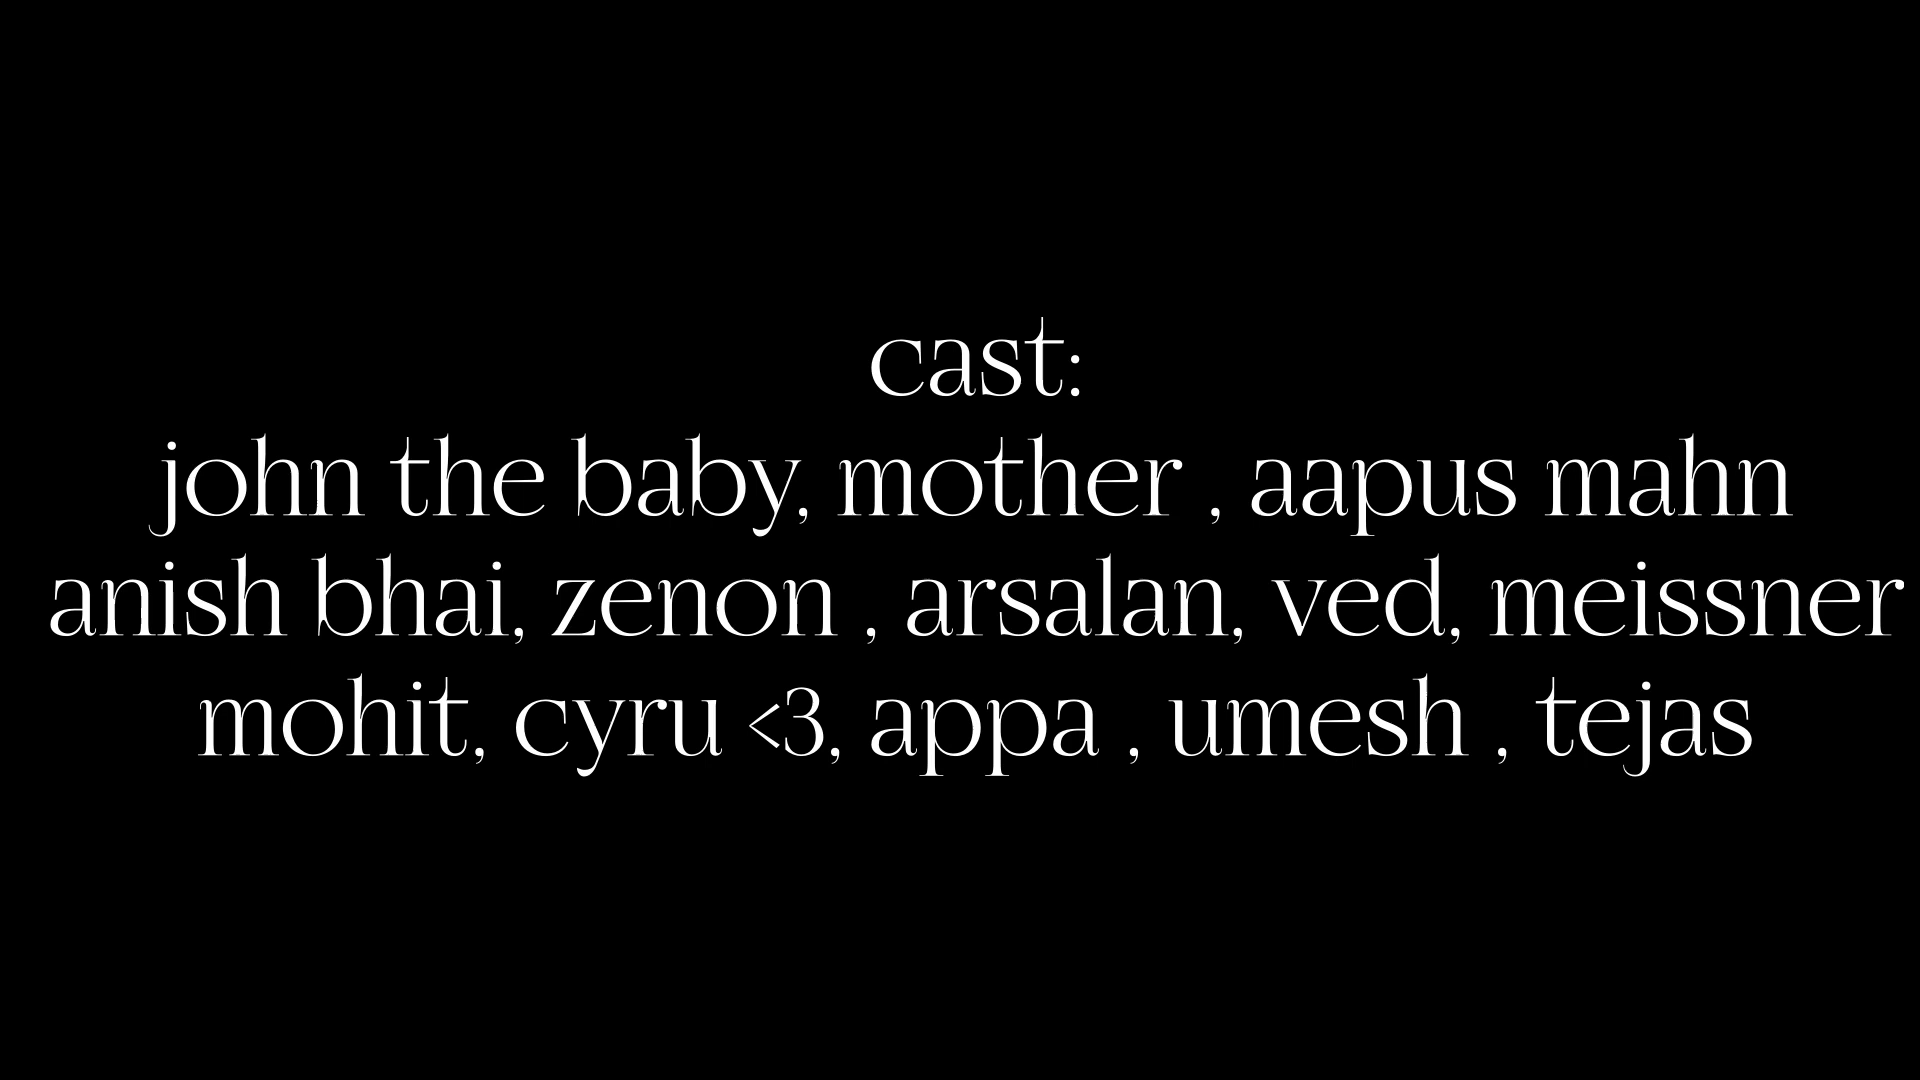 cast:
john the baby, mother , aapus mahn
anish bhai, zenon , arsalan, ved, meissner
mohit, cyru <3, appa , umesh , tejas